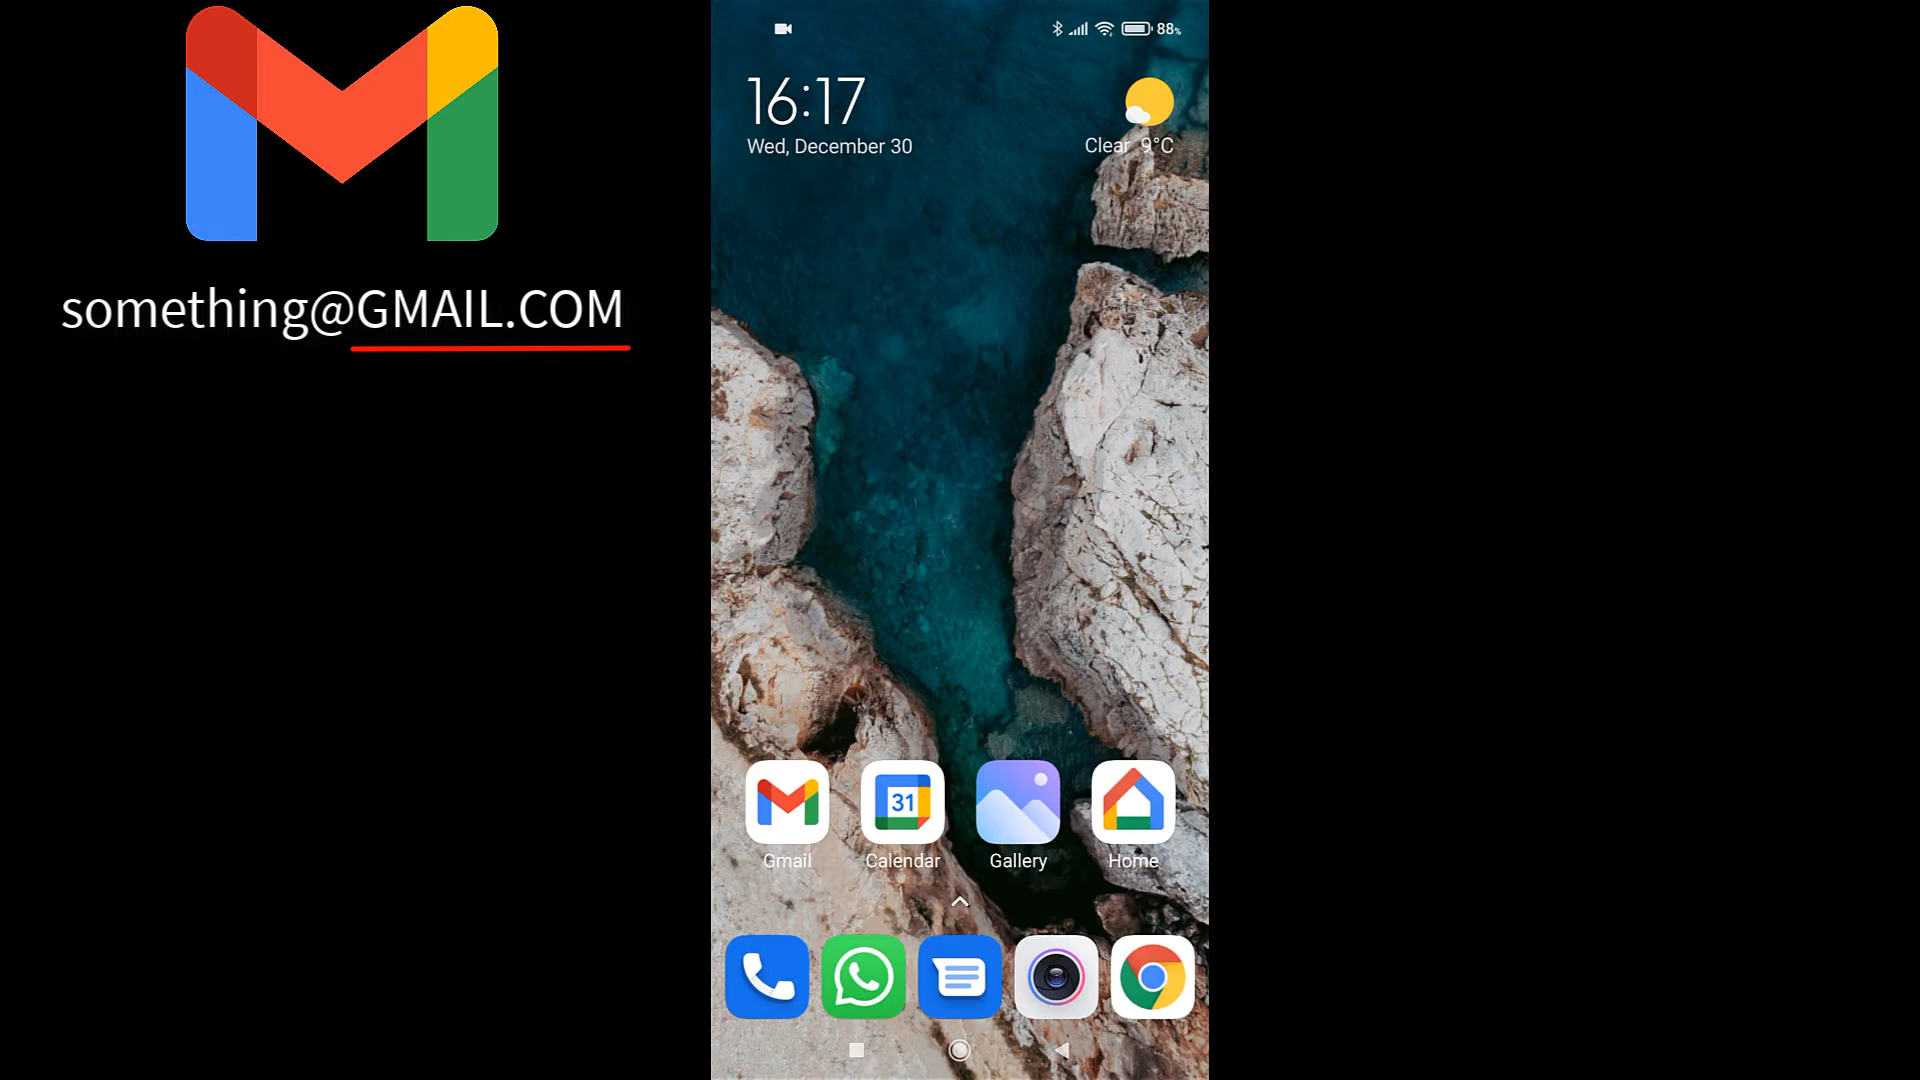 something@GMAIL.COM
88%
16:17
Wed, December 30
Clear 9°C
31
Gmail
Calendar
Gallery
Home